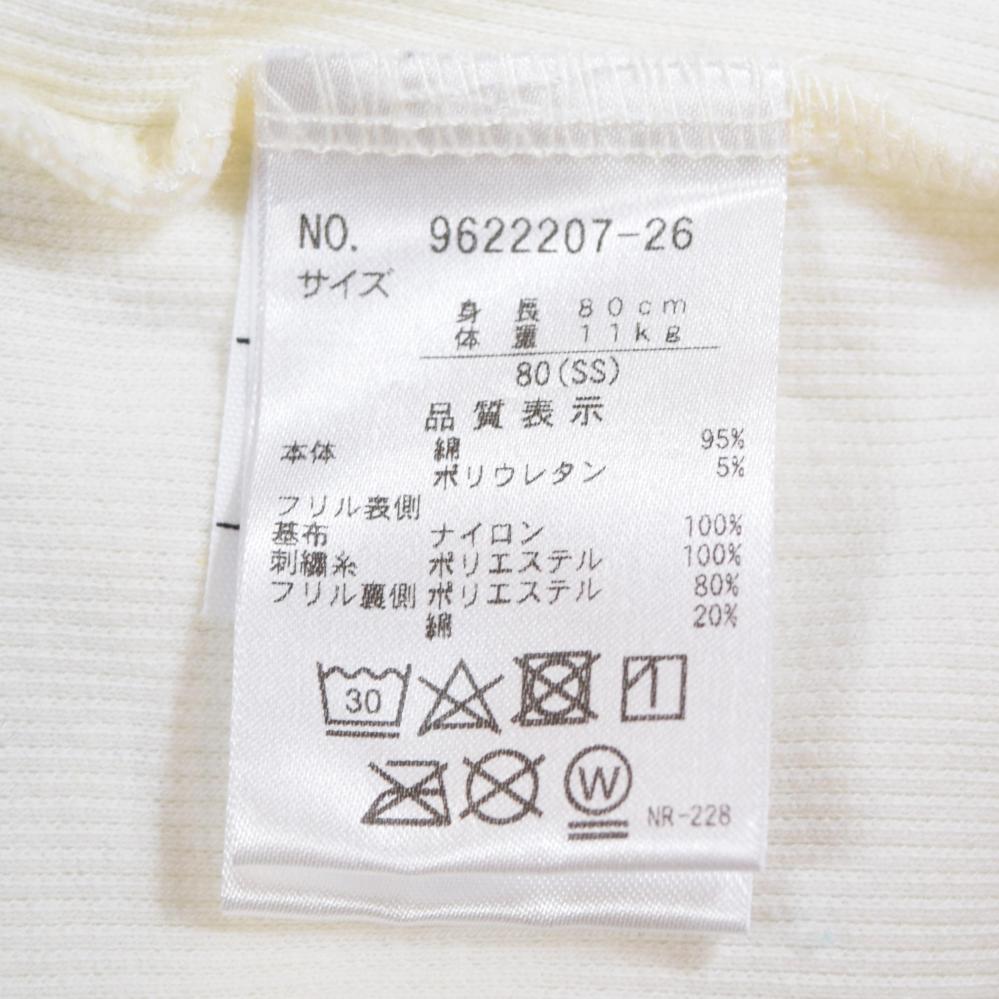 NO. 9622207-26
サイズ
身長 80cm
体重 11kg
80(SS)
品質表示
本体 綿 95%
ポリウレタン 5%
フリル表側
基布 ナイロン 100%
刺繍糸 ポリエステル 100%
フリル裏側 ポリエステル 80%
綿 20%
30
W
NR-228